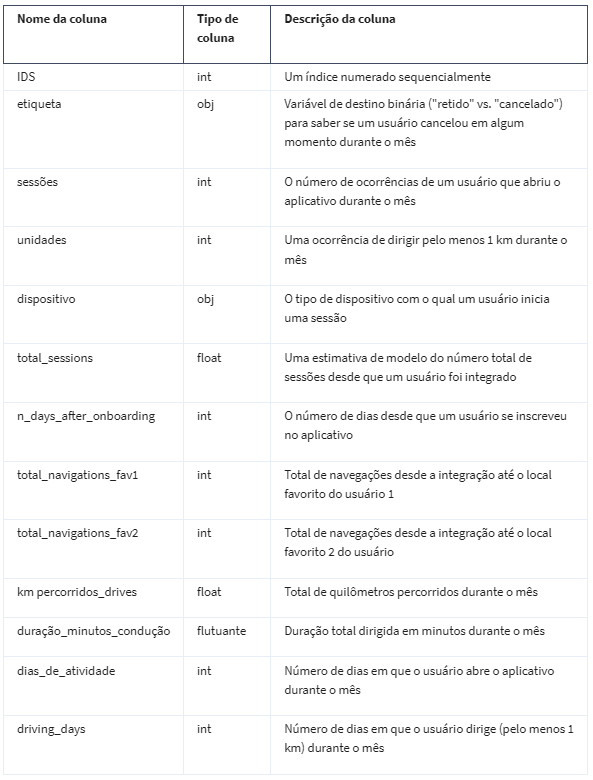 Nome da coluna
Tipo de
coluna
Descrição da coluna
IDS
int
Um índice numerado sequencialmente
etiqueta
obj
Variável de destino binária ("retido" vs. "cancelado")
para saber se um usuário cancelou em algum
momento durante o mês
sessões
int
O número de ocorrências de um usuário que abriu o
aplicativo durante o mês
unidades
int
Uma ocorrência de dirigir pelo menos 1 km durante o
mês
dispositivo
obj
O tipo de dispositivo com o qual um usuário inicia
uma sessão
total_sessions
float
Uma estimativa de modelo do número total de
sessões desde que um usuário foi integrado
n_days_after_onboarding
int
O número de dias desde que um usuário se inscreveu
no aplicativo
total_navigations_fav1
int
Total de navegações desde a integração até o local
favorito do usuário 1
total_navigations_fav2
int
Total de navegações desde a integração até o local
favorito 2 do usuário
km percorridos_drives
float
Total de quilômetros percorridos durante o mês
duração_minutos_condução
flutuante
Duração total dirigida em minutos durante o mês
dias_de_atividade
int
Número de dias em que o usuário abre o aplicativo
durante o mês
driving_days
int
Número de dias em que o usuário dirige (pelo menos 1
km) durante o mês